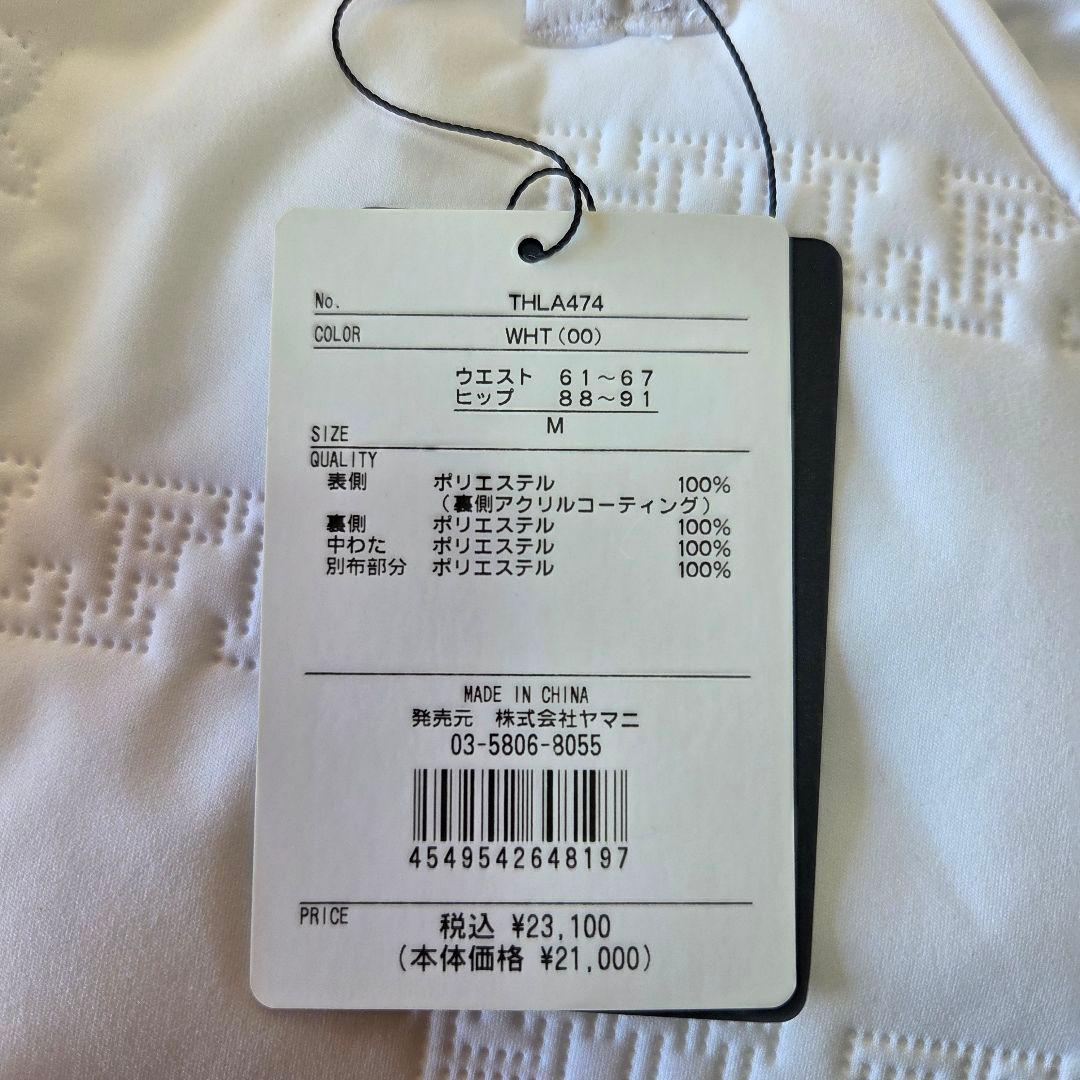 No. THLA474
COLOR WHT(00)
ウエスト 61～67
ヒップ 88～91
SIZE M
QUALITY
表側 ポリエステル 100%
(裏側アクリルコーティング)
裏側 ポリエステル 100%
中わた ポリエステル 100%
別布部分 ポリエステル 100%
MADE IN CHINA
発売元 株式会社ヤマニ
03-5806-8055
4549542648197
PRICE 税込 ¥23,100
(本体価格 ¥21,000)